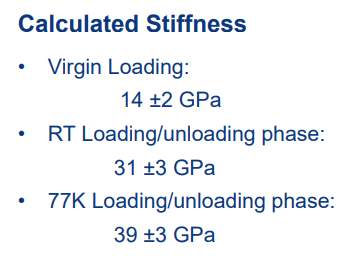 Calculated Stiffness
• Virgin Loading:
14 ±2 GPa
• RT Loading/unloading phase:
31 ±3 GPa
• 77K Loading/unloading phase:
39 ±3 GPa